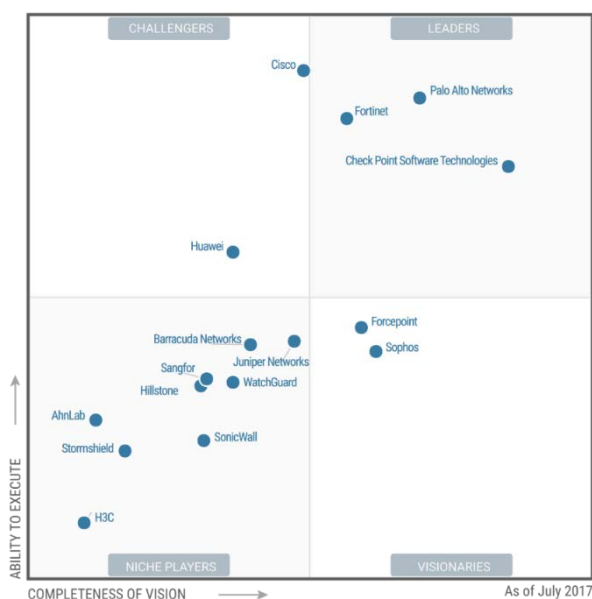 CHALLENGERS
LEADERS
Cisco
Palo Alto Networks
Fortinet
Check Point Software Technologies
Huawei
Forcepoint
Barracuda Networks
Sophos
Juniper Networks
Sangfor
WatchGuard
Hillstone
AhnLab
SonicWall
Stormshield
H3C
ABILITY TO EXECUTE
NICHE PLAYERS
VISIONARIES
COMPLETENESS OF VISION
As of July 2017